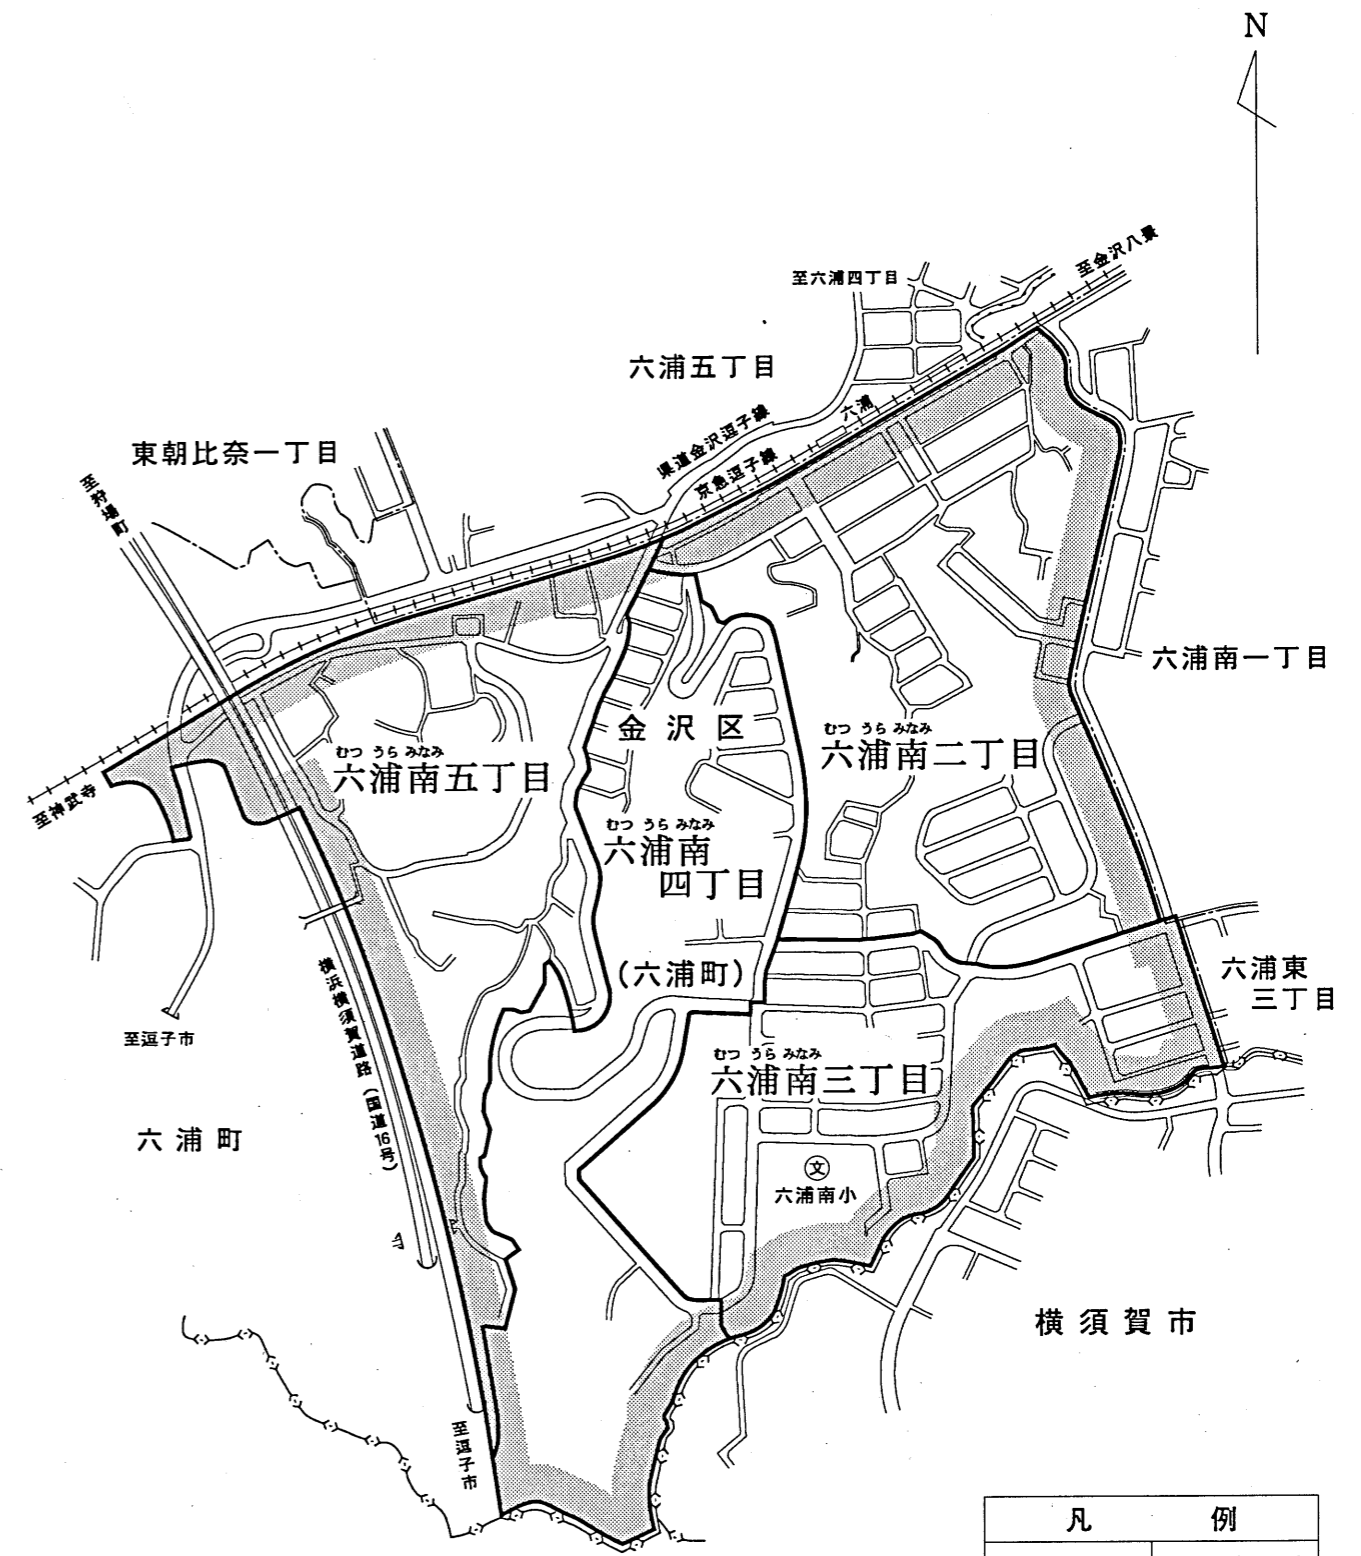 N
至金沢八景
至六浦四丁目
六浦五丁目
六浦
県道金沢逗子線
京急逗子線
東朝比奈一丁目
至狩場町
六浦南一丁目
金沢区
むつ うら みなみ
六浦南二丁目
むつ うら みなみ
六浦南五丁目
至神武寺
むつ うら みなみ
六浦南
四丁目
(六浦町)
六浦東
三丁目
横浜横須賀道路(国道16号)
至逗子市
むつ うら みなみ
六浦南三丁目
六浦町
文
六浦南小
横須賀市
至逗子市
凡例